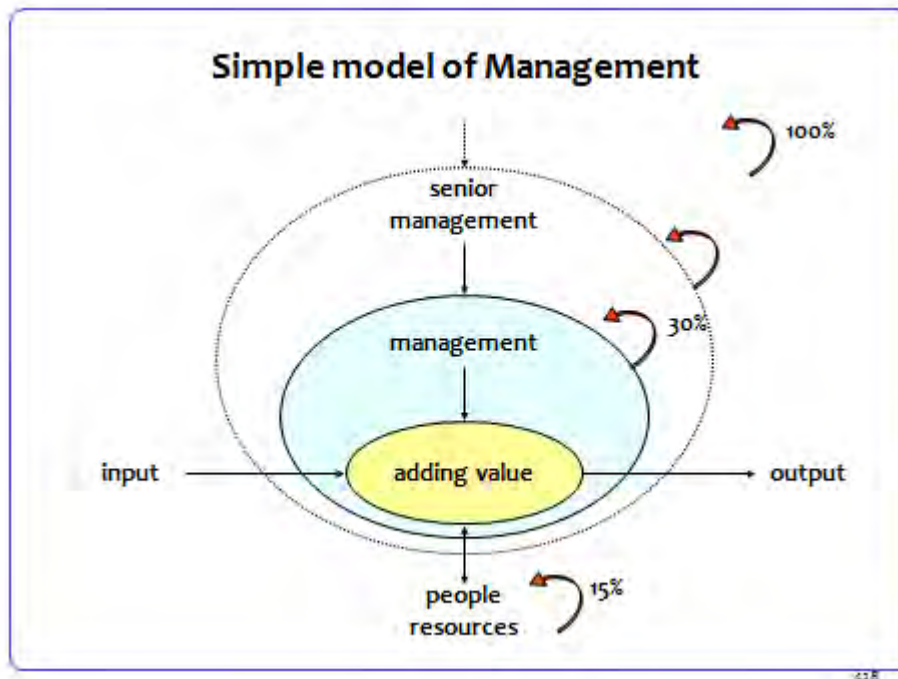 Simple model of Management
100%
senior
management
30%
management
input
adding value
output
15%
people
resources